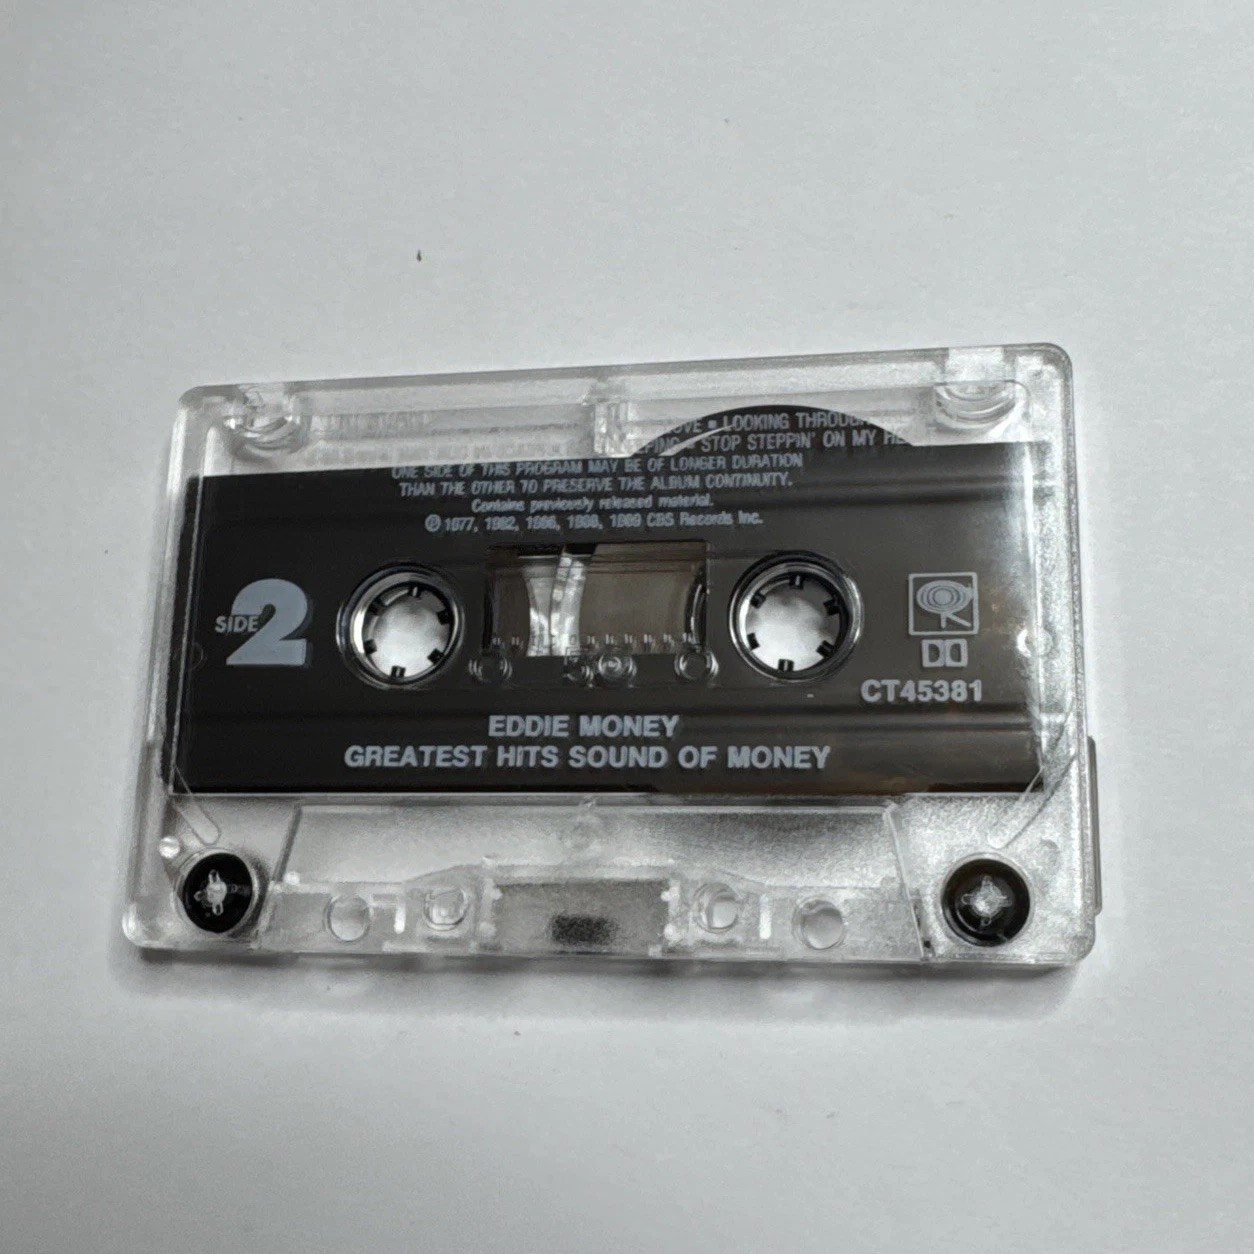 LOVE • LOOKING THROUGH
STOP STEPPIN' ON MY
ONE SIDE OF THIS PROGRAM MAY BE OF LONGER DURATION
THAN THE OTHER TO PRESERVE THE ALBUM CONTINUITY.
Contains previously released material.
℗ 1977, 1982, 1986, 1988, 1989 CBS Records Inc.
SIDE 2
CT45381
EDDIE MONEY
GREATEST HITS SOUND OF MONEY